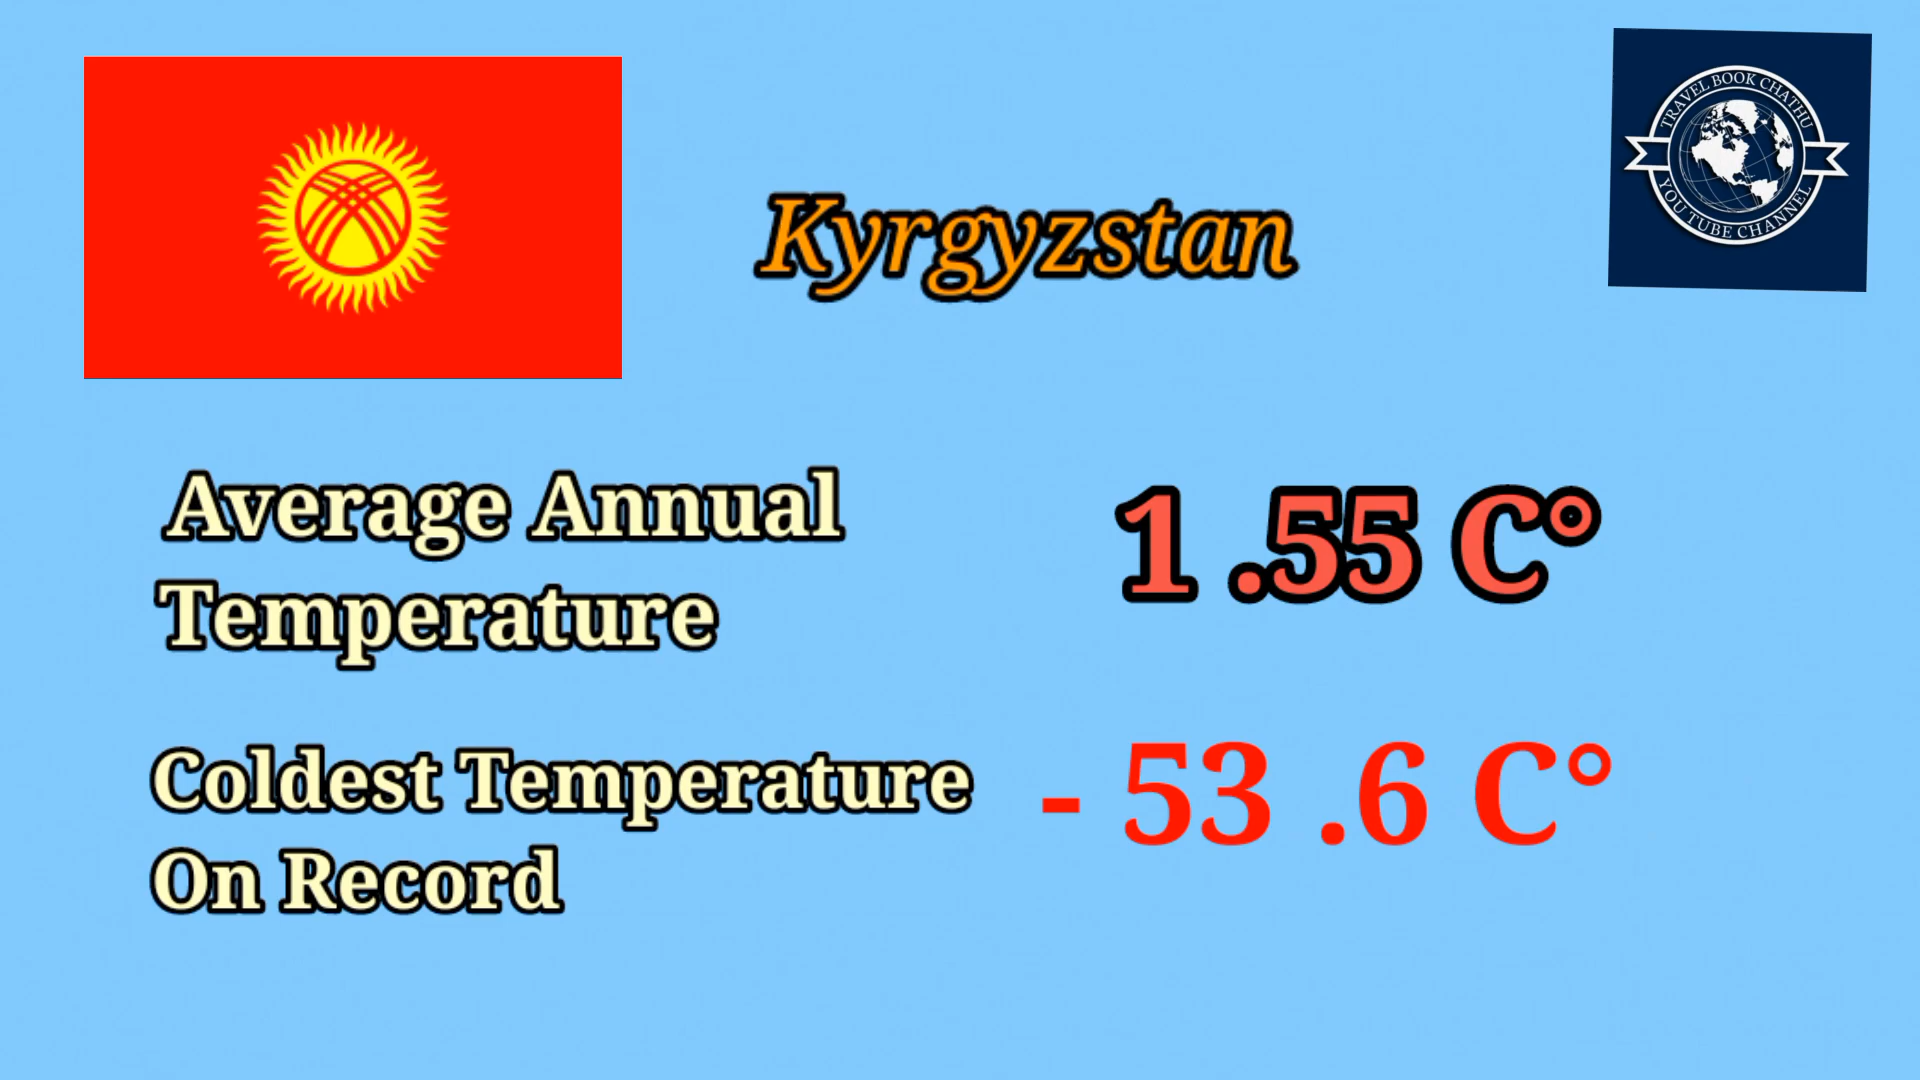 TRAVEL BOOK CHATHU
YOU TUBE CHANNEL
Kyrgyzstan
Average Annual
Temperature
1 .55 C°
Coldest Temperature
On Record
- 53 .6 C°